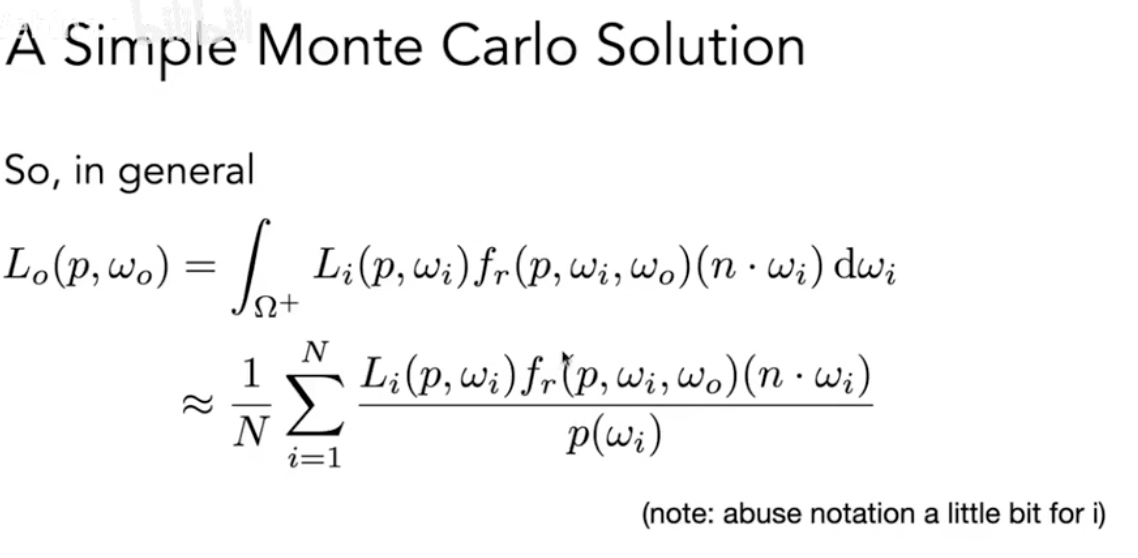 A Simple Monte Carlo Solution
So, in general
$L_o(p, \omega_o) = \int_{\Omega^+} L_i(p, \omega_i) f_r(p, \omega_i, \omega_o)(n \cdot \omega_i) \, \mathrm{d}\omega_i$
$\approx \frac{1}{N} \sum_{i=1}^{N} \frac{L_i(p, \omega_i) f_r(p, \omega_i, \omega_o)(n \cdot \omega_i)}{p(\omega_i)}$
(note: abuse notation a little bit for i)